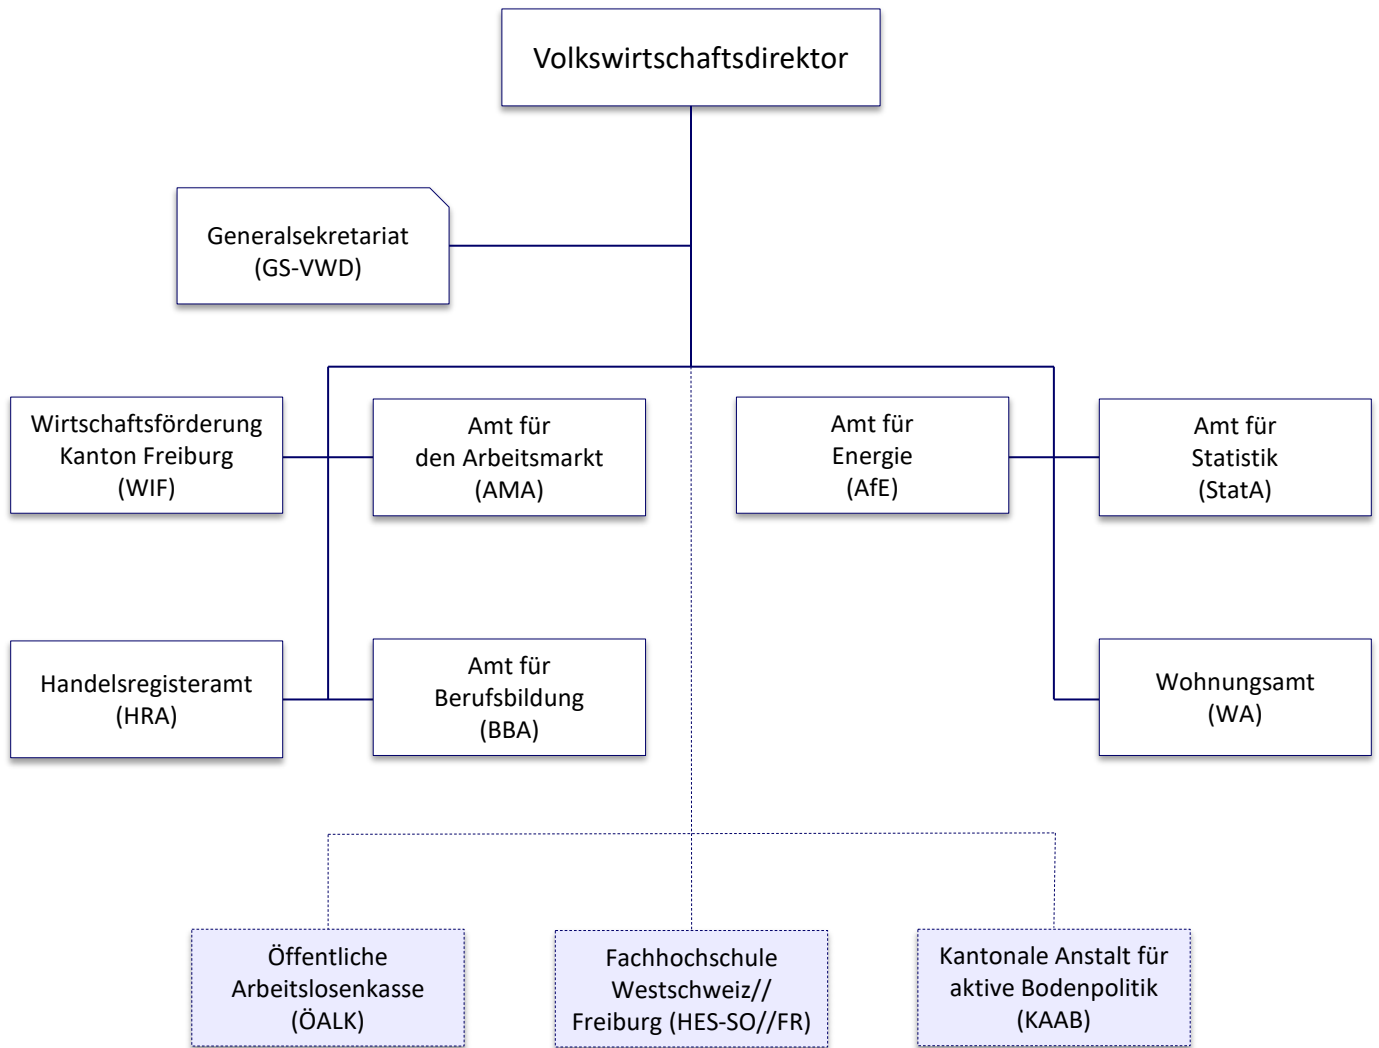 Volkswirtschaftsdirektor
Generalsekretariat
(GS-VWD)
Wirtschaftsförderung
Kanton Freiburg
(WIF)
Amt für
den Arbeitsmarkt
(AMA)
Amt für
Energie
(AfE)
Amt für
Statistik
(StatA)
Handelsregisteramt
(HRA)
Amt für
Berufsbildung
(BBA)
Wohnungsamt
(WA)
Öffentliche
Arbeitslosenkasse
(ÖALK)
Fachhochschule
Westschweiz//
Freiburg (HES-SO//FR)
Kantonale Anstalt für
aktive Bodenpolitik
(KAAB)